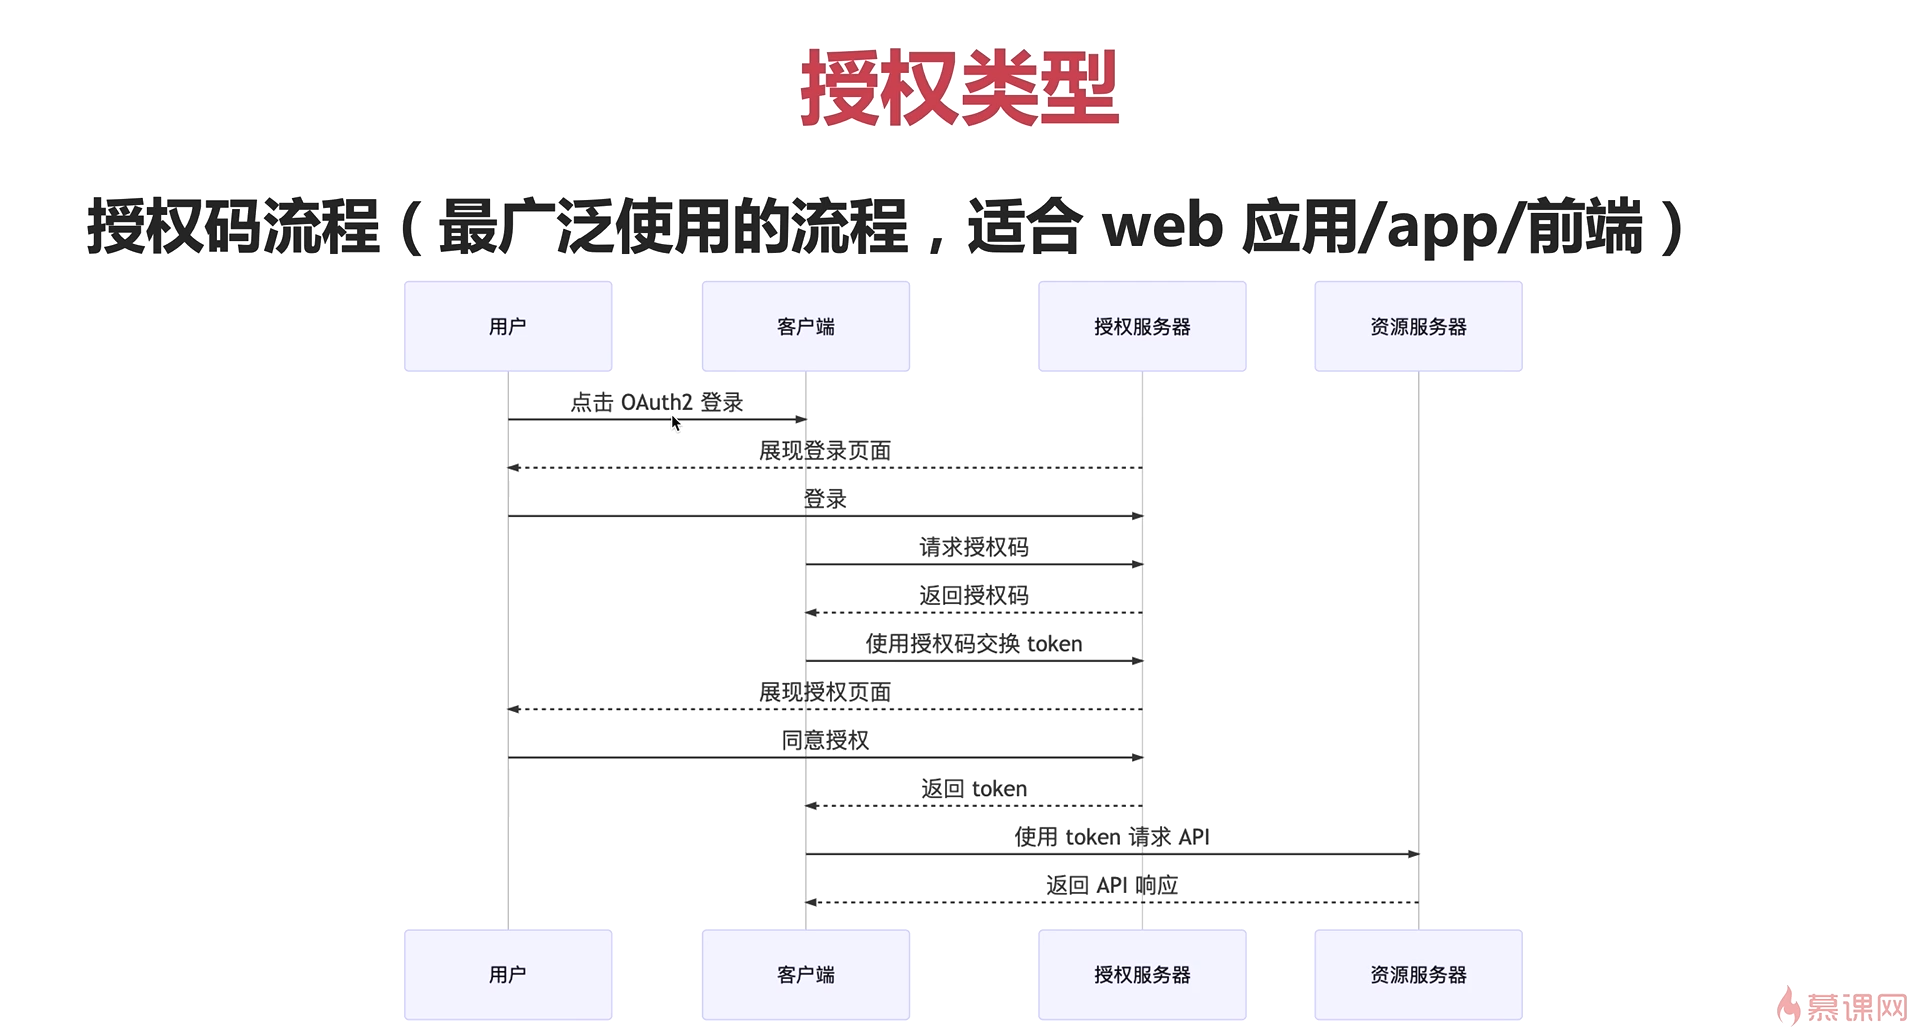 授权类型
授权码流程（最广泛使用的流程，适合 web 应用/app/前端）
用户 客户端 授权服务器 资源服务器
点击 OAuth2 登录
展现登录页面
登录
请求授权码
返回授权码
使用授权码交换 token
展现授权页面
同意授权
返回 token
使用 token 请求 API
返回 API 响应
用户 客户端 授权服务器 资源服务器
慕课网